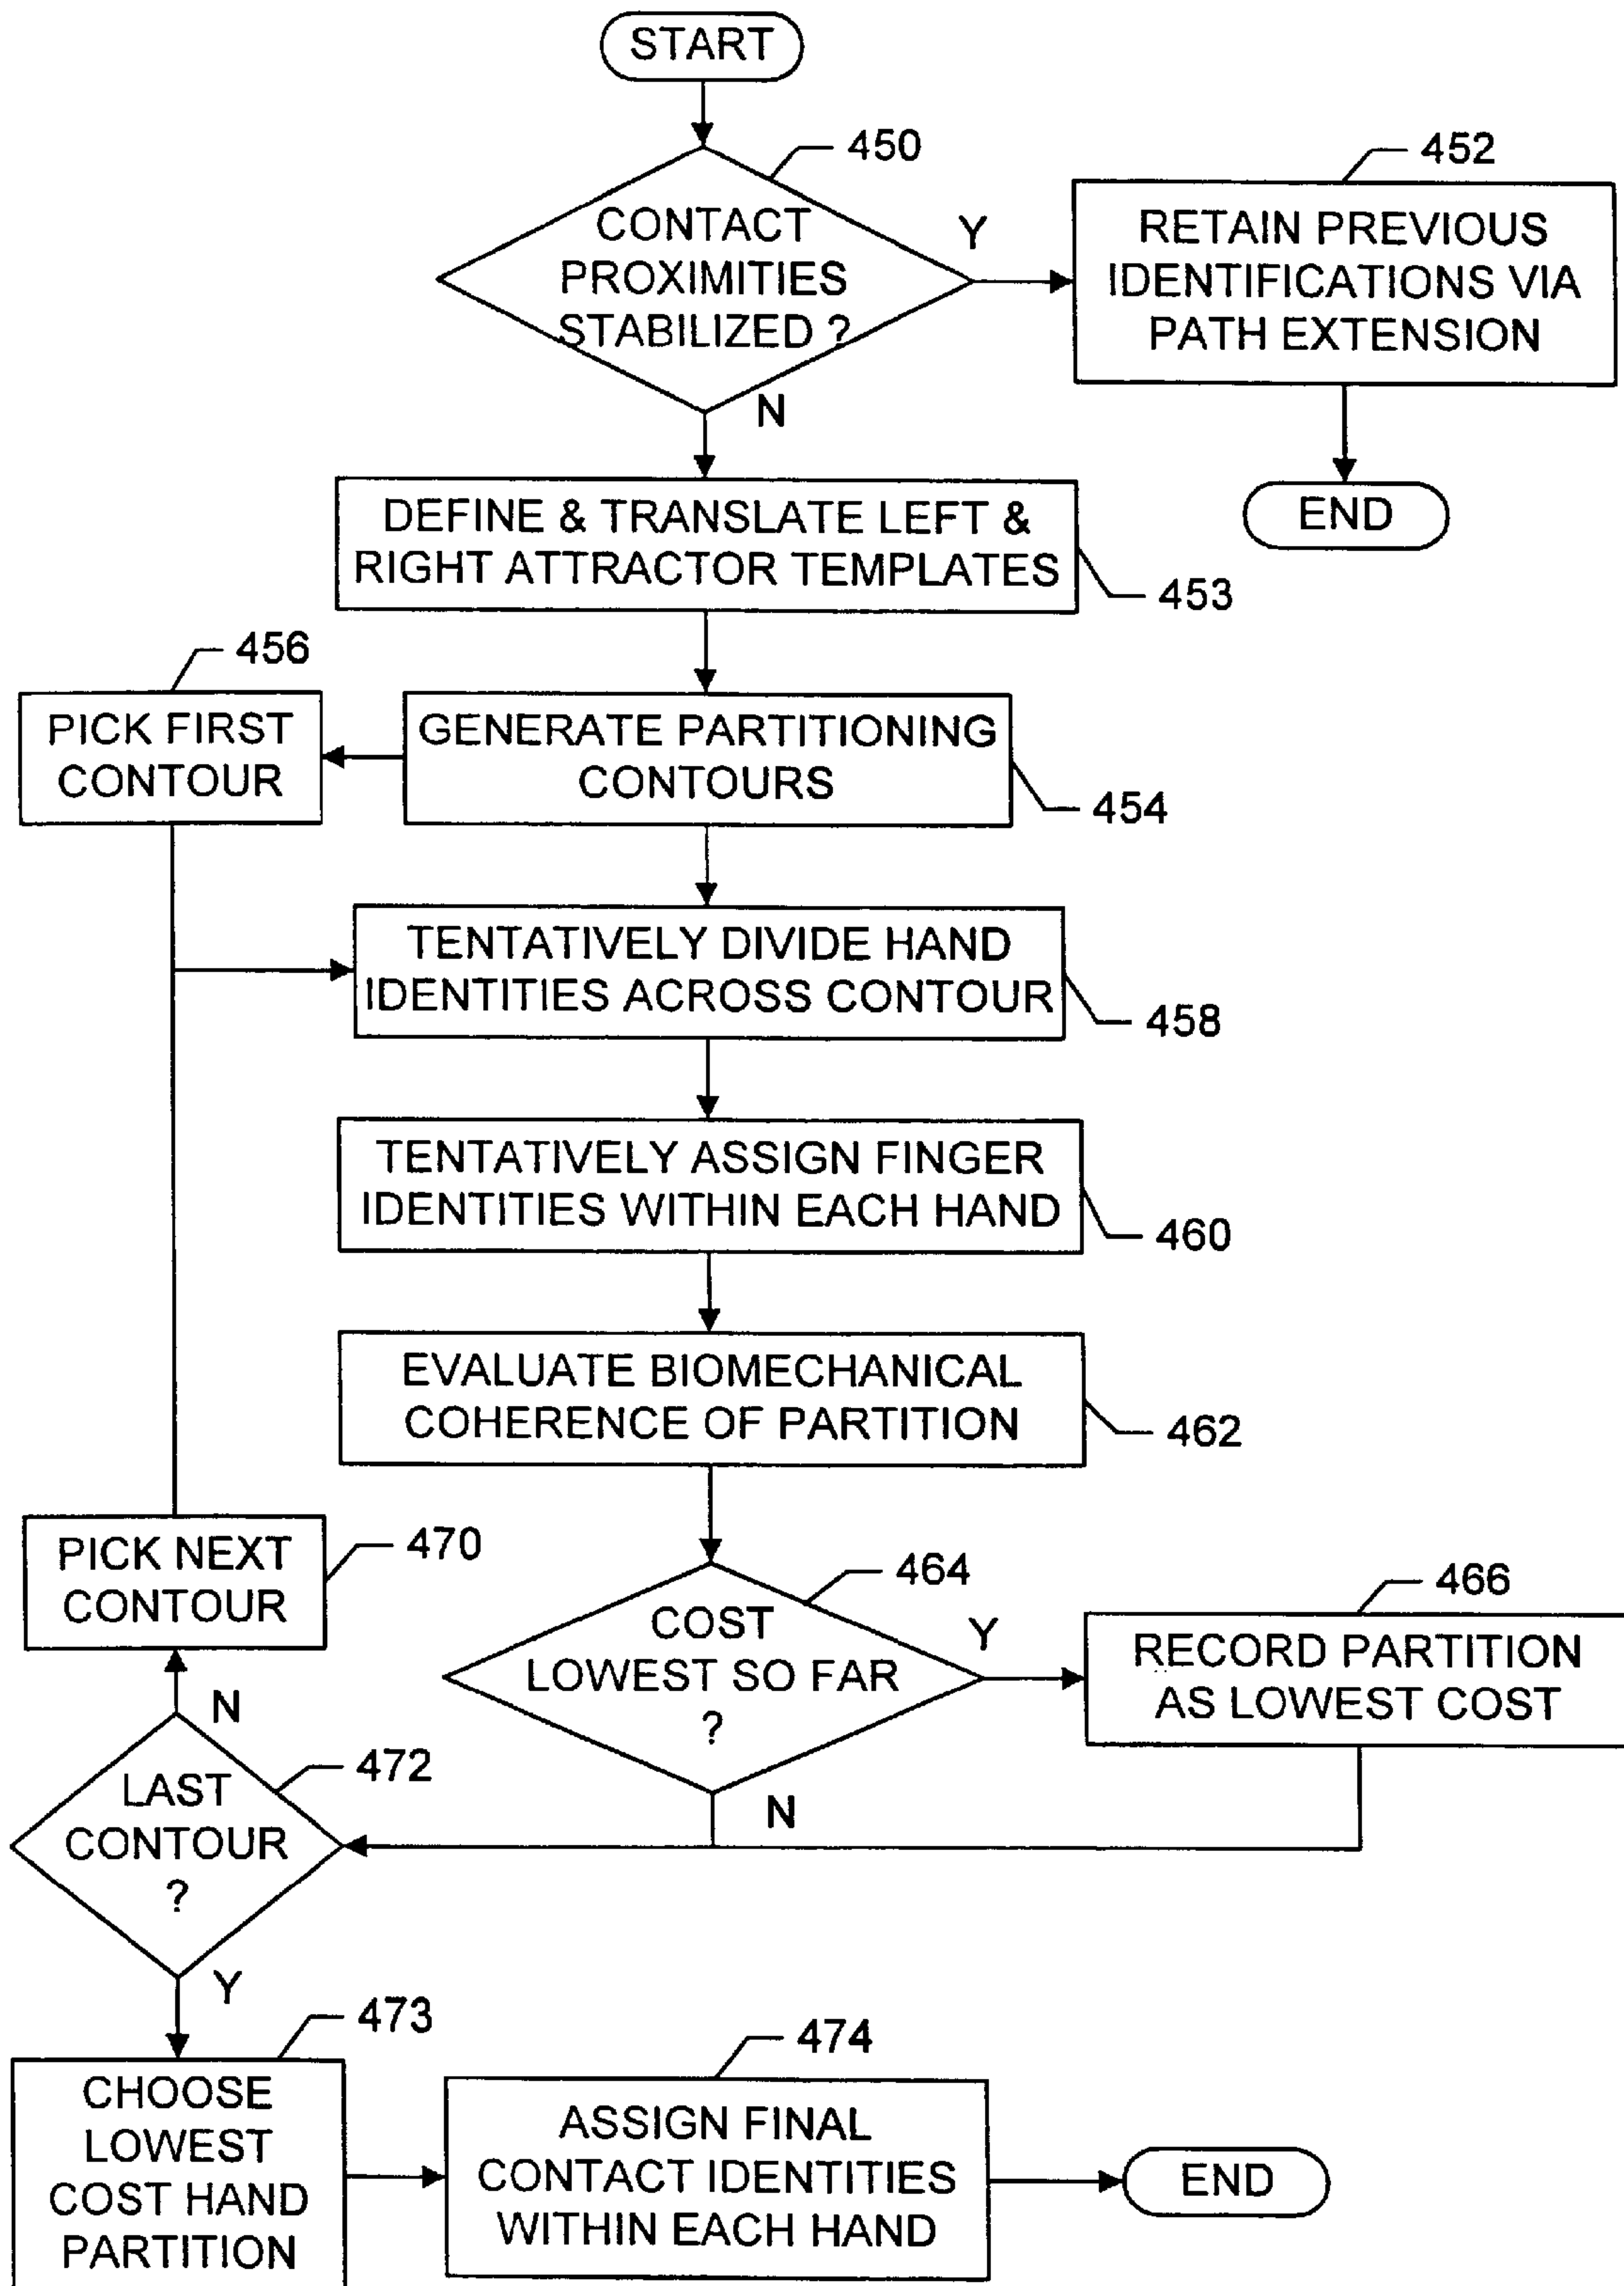 START
450
CONTACT
PROXIMITIES
STABILIZED ?
Y
N
452
RETAIN PREVIOUS
IDENTIFICATIONS VIA
PATH EXTENSION
END
DEFINE & TRANSLATE LEFT &
RIGHT ATTRACTOR TEMPLATES
453
456
PICK FIRST
CONTOUR
GENERATE PARTITIONING
CONTOURS
454
TENTATIVELY DIVIDE HAND
IDENTITIES ACROSS CONTOUR
458
TENTATIVELY ASSIGN FINGER
IDENTITIES WITHIN EACH HAND
460
EVALUATE BIOMECHANICAL
COHERENCE OF PARTITION
462
PICK NEXT
CONTOUR
470
464
COST
LOWEST SO FAR
?
Y
N
466
RECORD PARTITION
AS LOWEST COST
N
472
LAST
CONTOUR
?
Y
473
CHOOSE
LOWEST
COST HAND
PARTITION
474
ASSIGN FINAL
CONTACT IDENTITIES
WITHIN EACH HAND
END